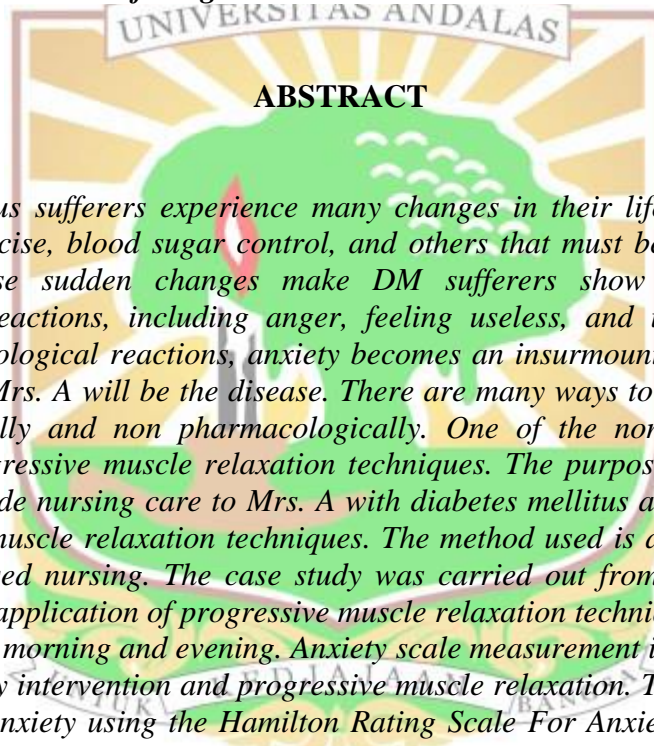 UNIVERSITAS ANDALAS
ABSTRACT
us sufferers experience many changes in their life
cise, blood sugar control, and others that must be
se sudden changes make DM sufferers show
eactions, including anger, feeling useless, and
ological reactions, anxiety becomes an insurmoun
Mrs. A will be the disease. There are many ways to
lly and non pharmacologically. One of the non
gressive muscle relaxation techniques. The purpos
de nursing care to Mrs. A with diabetes mellitus a
muscle relaxation techniques. The method used is a
ed nursing. The case study was carried out from
application of progressive muscle relaxation techni
morning and evening. Anxiety scale measurement i
y intervention and progressive muscle relaxation. T
UNTUK KEDJAJAAN BANGSA
nxiety using the Hamilton Rating Scale For Anxie